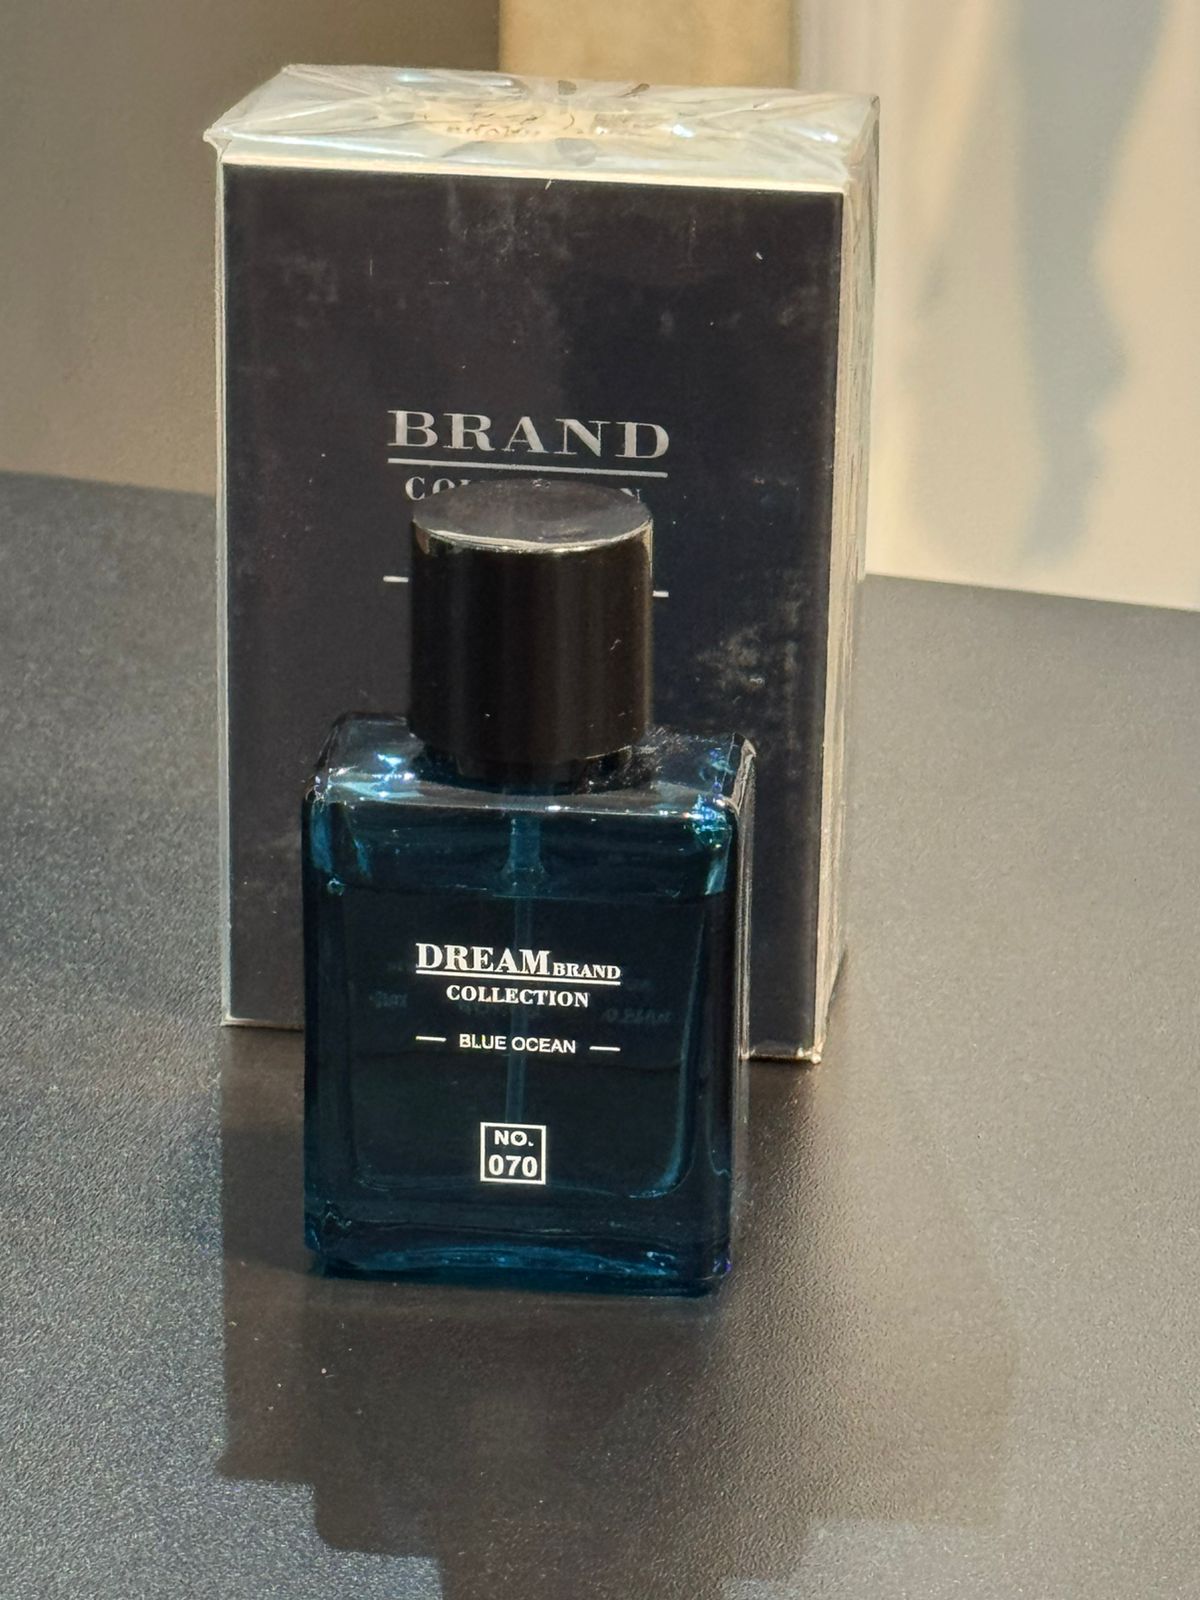 BRAND
DREAM BRAND
COLLECTION
BLUE OCEAN
NO.
070